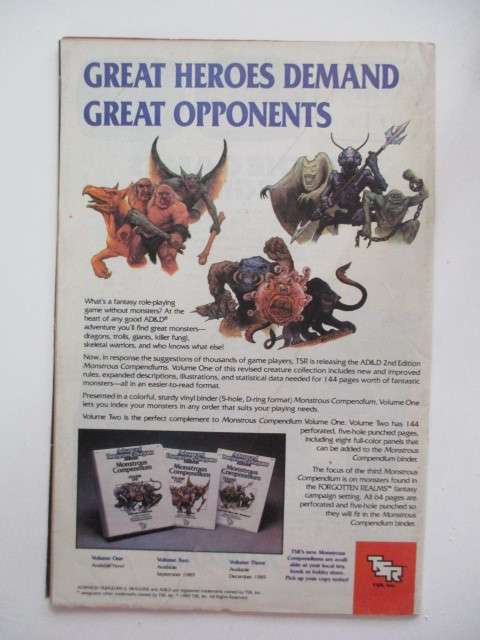 GREAT HEROES DEMAND
GREAT OPPONENTS
What's a fantasy role-playing
game without monsters? At the
heart of any good AD&D®
adventure you'll find great monsters—
dragons, trolls, giants, killer fungi,
skeletal warriors, and who knows what else!
Now, in response the suggestions of thousands of game players, TSR is releasing the AD&D 2nd Edition
Monstrous Compendiums. Volume One of this revised creature collection includes new and improved
rules, expanded descriptions, illustrations, and statistical data needed for 144 pages worth of fantastic
monsters—all in an easier-to-read format.
Presented in a colorful, sturdy vinyl binder (5-hole, D-ring format) Monstrous Compendium, Volume One
lets you index your monsters in any order that suits your playing needs.
Volume Two is the perfect complement to Monstrous Compendium Volume One. Volume Two has 144
perforated, five-hole punched pages,
including eight full-color panels that
can be added to the Monstrous
Compendium binder.
The focus of the third Monstrous
Compendium is on monsters found in
the FORGOTTEN REALMS™ fantasy
campaign setting. All 64 pages are
perforated and five-hole punched so
they will fit in the Monstrous
Compendium binder.
Monstrous
Compendium
Monstrous
Compendium
Monstrous
Compendium
Volume One
Available Now!
Volume Two
Available
September 1989
Volume Three
Available
December 1989
TSR's new Monstrous
Compendiums are avail-
able at your local toy,
book or hobby store.
Pick up your copy today!
TSR
TSR, Inc.